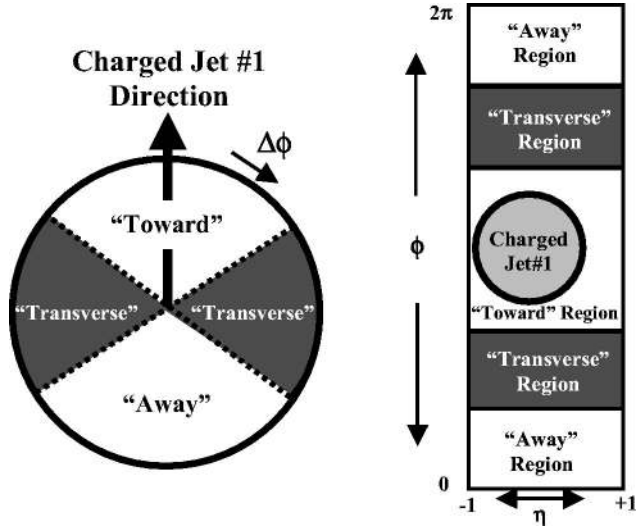 Charged Jet #1
Direction
Δϕ
“Toward”
“Transverse”
“Transverse”
“Away”
2π
“Away”
Region
“Transverse”
Region
ϕ
Charged
Jet#1
“Toward” Region
“Transverse”
Region
“Away”
Region
0
-1
η
+1